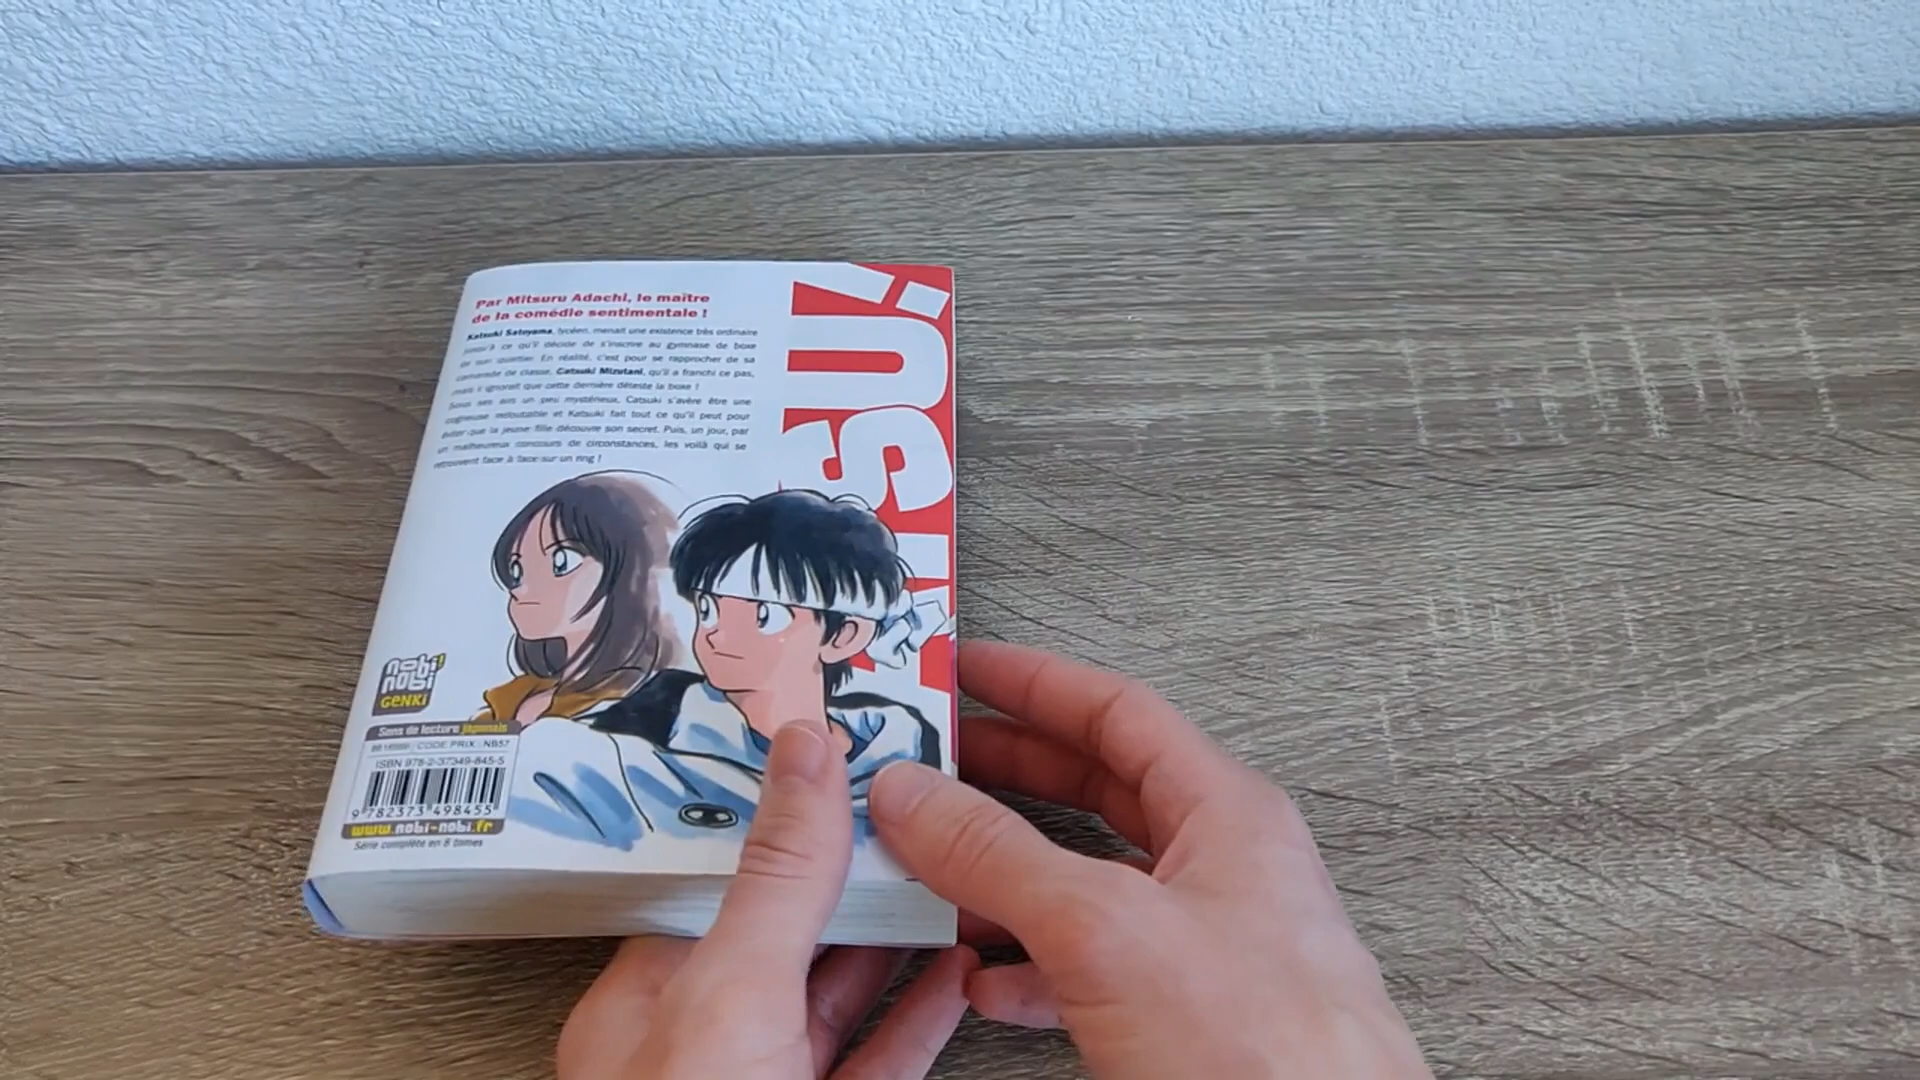 Par Mitsuru Adachi, le maître
de la comédie sentimentale !
Katsuki Satoyama, lycéen, menait une existence très ordinaire
jusqu'à ce qu'il décide de s'inscrire au gymnase de boxe
de son quartier. En réalité, c'est pour se rapprocher de sa
camarade de classe, Catsuki Mizutani, qu'il a franchi ce pas,
mais il ignorait que cette dernière déteste la boxe !
Sous ses airs un peu mystérieux, Catsuki s'avère être une
cogneuse redoutable et Katsuki fait tout ce qu'il peut pour
éviter que la jeune fille découvre son secret. Puis, un jour, par
un malheureux concours de circonstances, les voilà qui se
retrouvent face à face sur un ring !
nobi!
nobi
GENKI
Sens de lecture japonais
CODE PRIX : NB57
ISBN 978-2-37349-845-5
9 782373 498455
www.nobi-nobi.fr
Série complète en 8 tomes